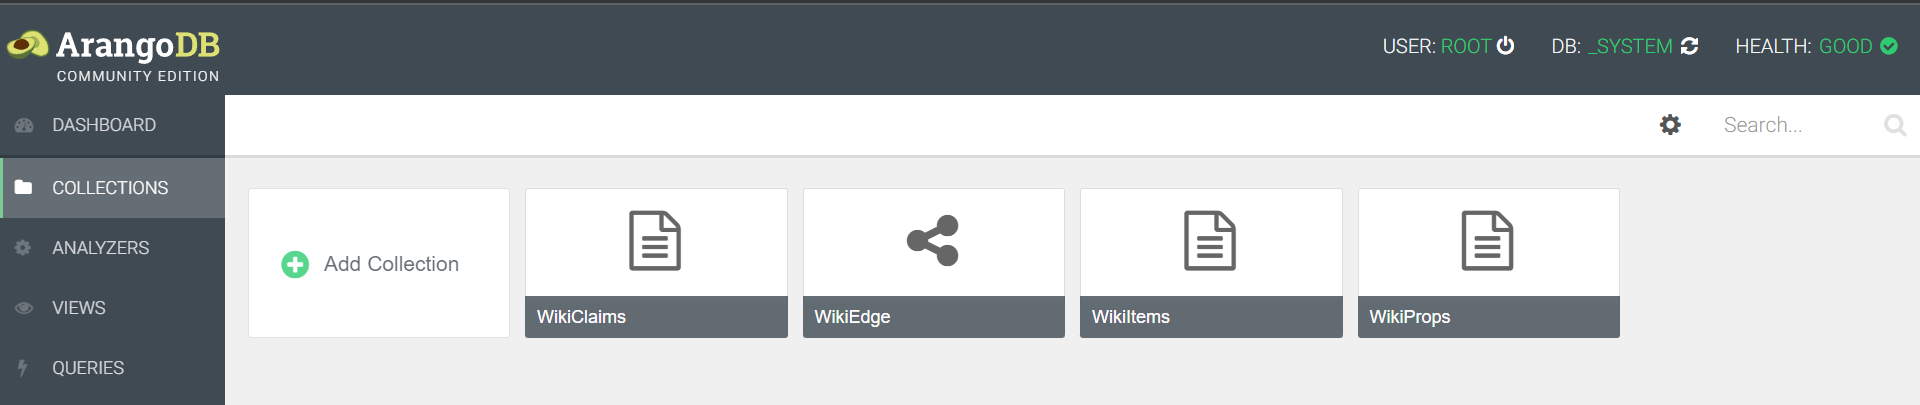 ArangoDB
COMMUNITY EDITION
USER: ROOT
DB: _SYSTEM
HEALTH: GOOD
DASHBOARD
Search...
COLLECTIONS
ANALYZERS
VIEWS
QUERIES
Add Collection
WikiClaims
WikiEdge
WikiItems
WikiProps